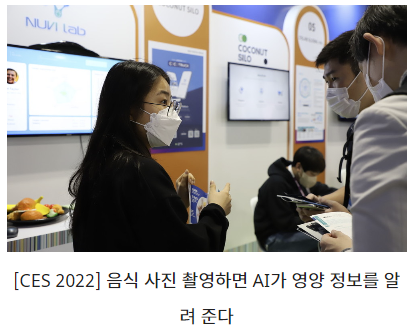 NUVI Lab
COCONUT
SILO
05
[CES 2022] 음식 사진 촬영하면 AI가 영양 정보를 알
려 준다